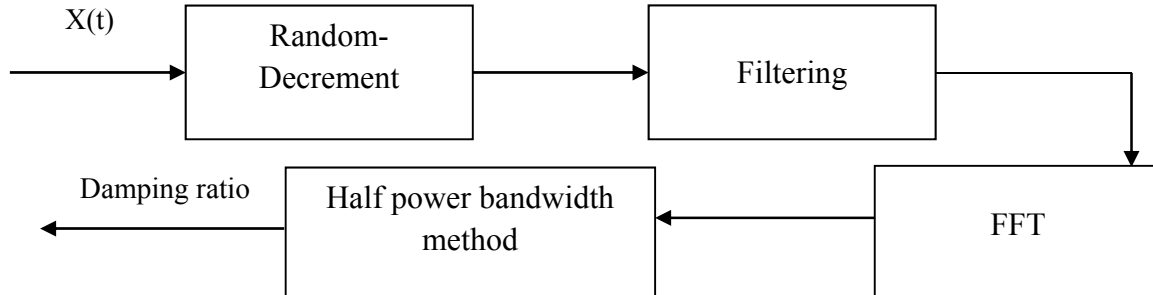 X(t)
Random-
Decrement
Filtering
FFT
Half power bandwidth
method
Damping ratio